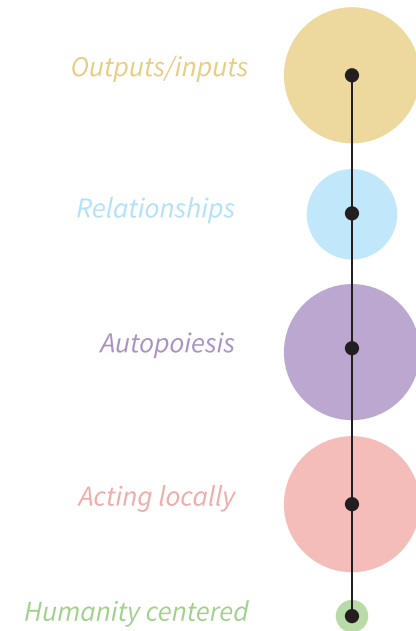 Outputs/inputs
Relationships
Autopoiesis
Acting locally
Humanity centered